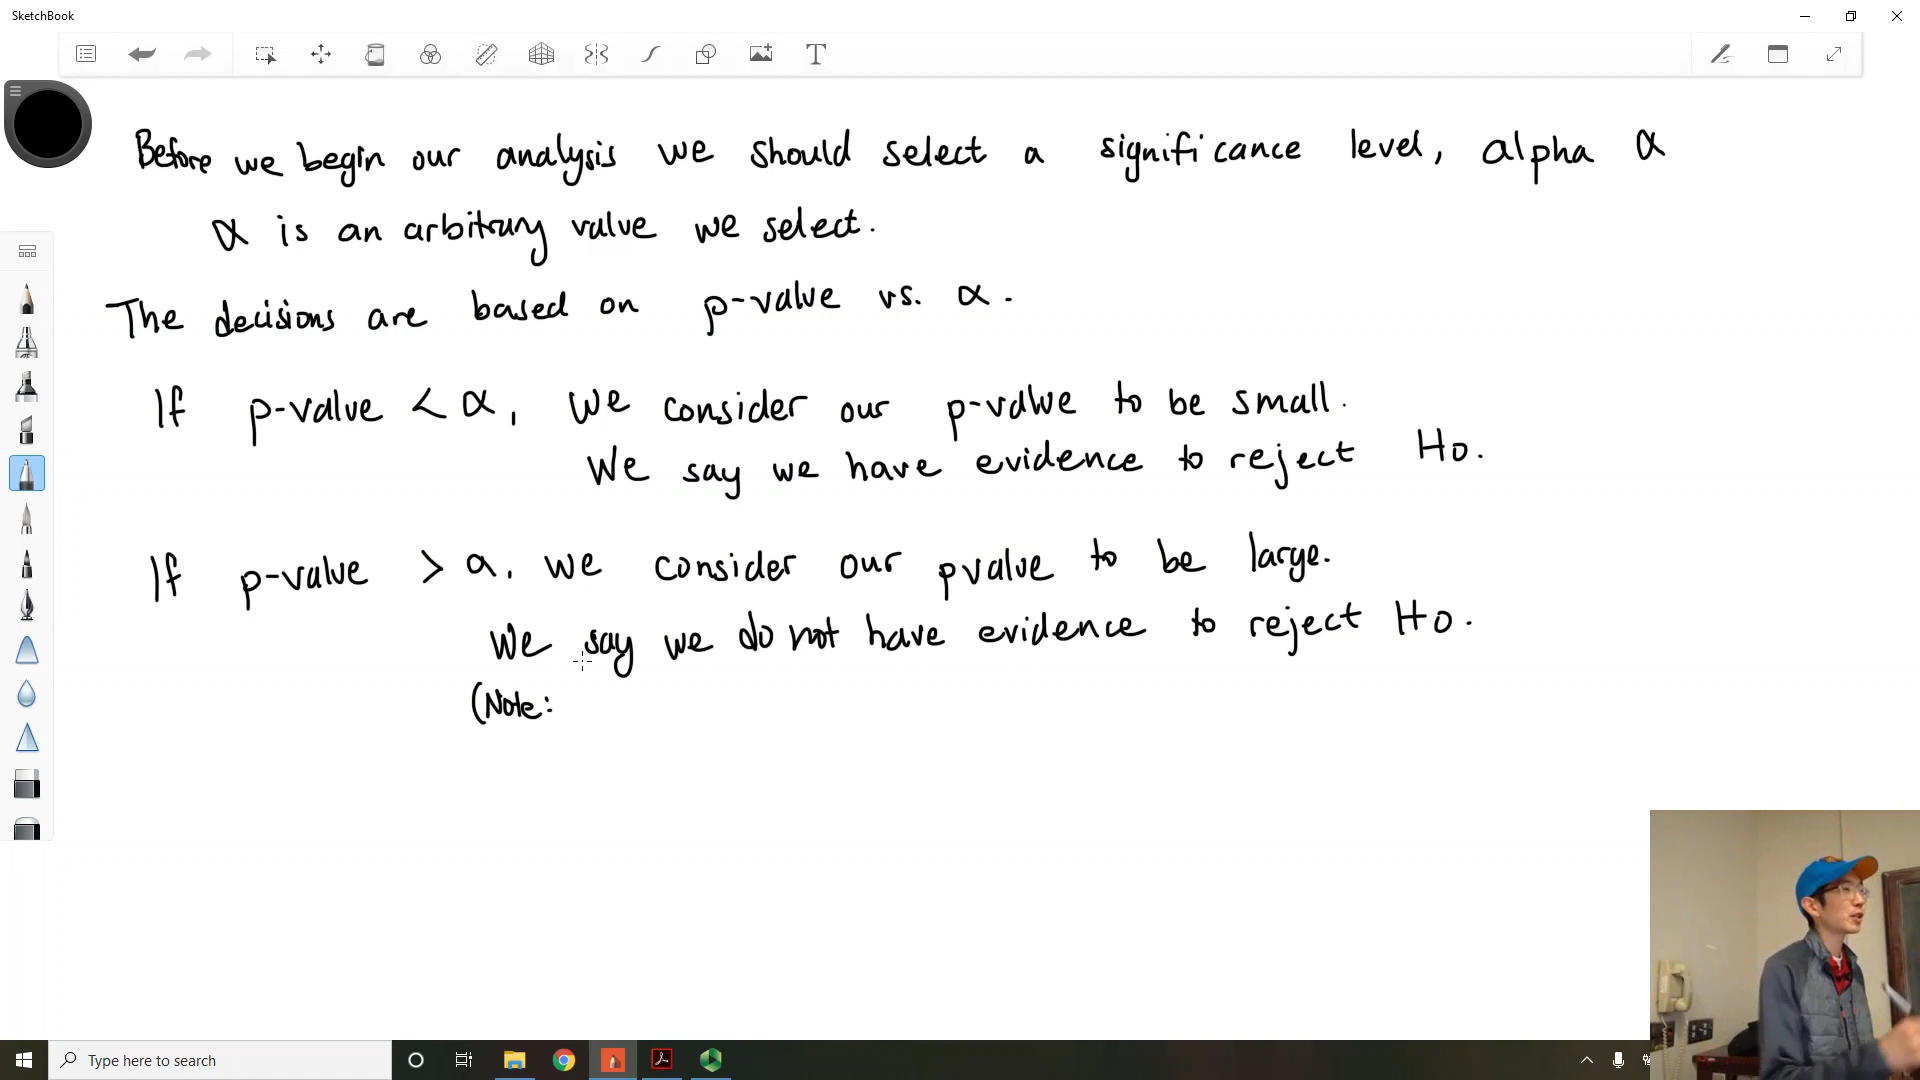 SketchBook
Before we begin our analysis we should select a significance level, alpha α
α is an arbitrary value we select.
The decisions are based on p-value vs. α.
If p-value < α, we consider our p-value to be small.
We say we have evidence to reject Ho.
If p-value > α, we consider our pvalue to be large.
We say we do not have evidence to reject Ho.
(Note:
Type here to search